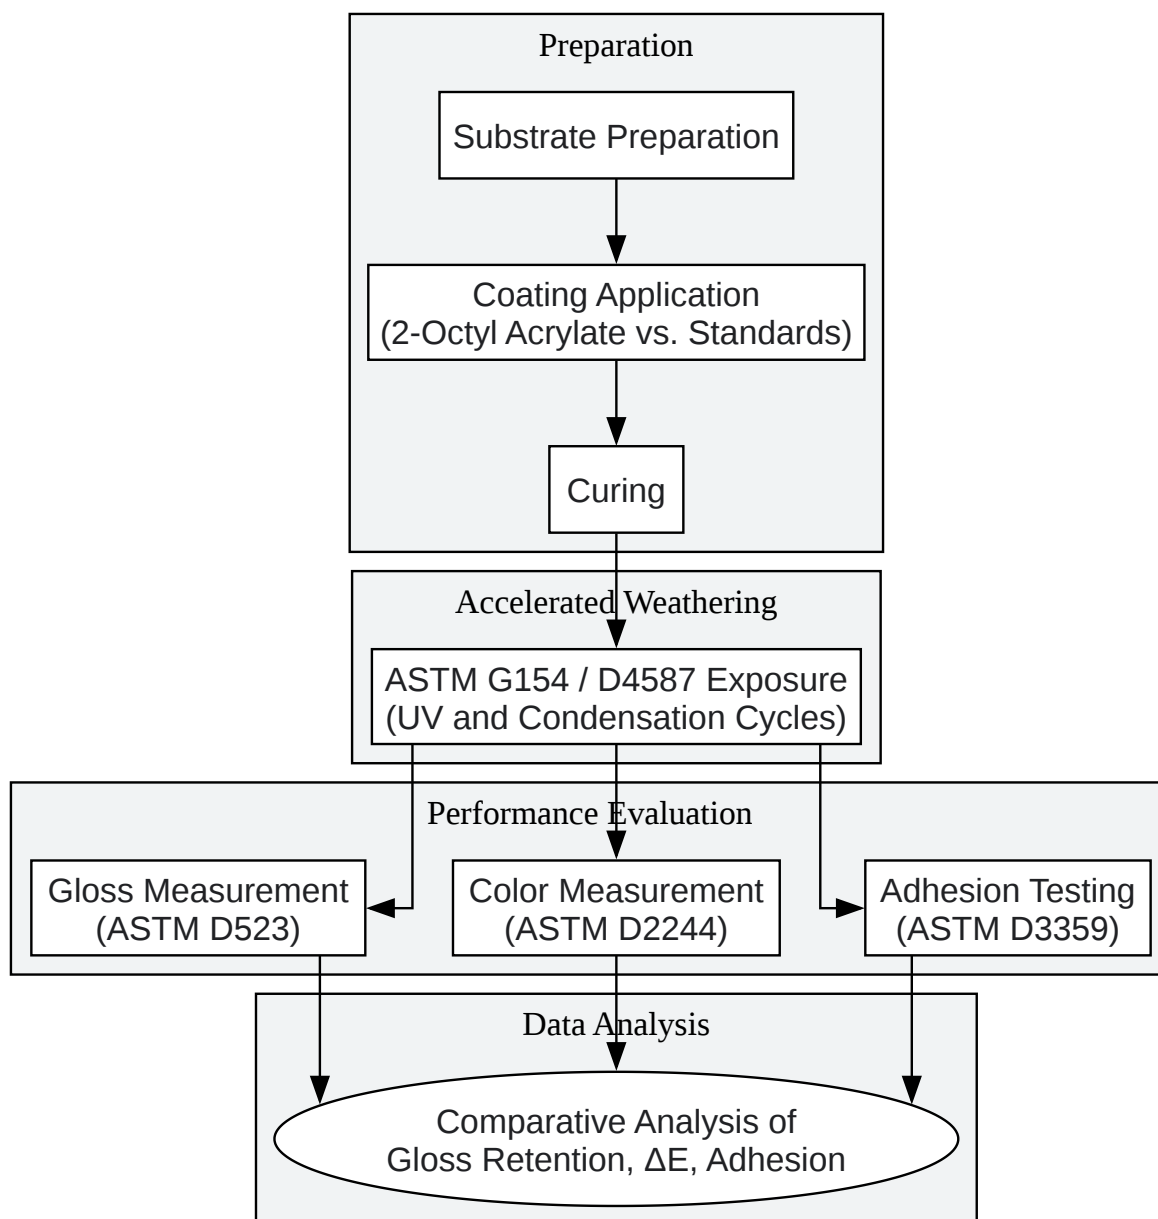 Preparation
Substrate Preparation
Coating Application
(2-Octyl Acrylate vs. Standards)
Curing
Accelerated Weathering
ASTM G154 / D4587 Exposure
(UV and Condensation Cycles)
Performance Evaluation
Gloss Measurement
(ASTM D523)
Color Measurement
(ASTM D2244)
Adhesion Testing
(ASTM D3359)
Data Analysis
Comparative Analysis of
Gloss Retention, ΔE, Adhesion